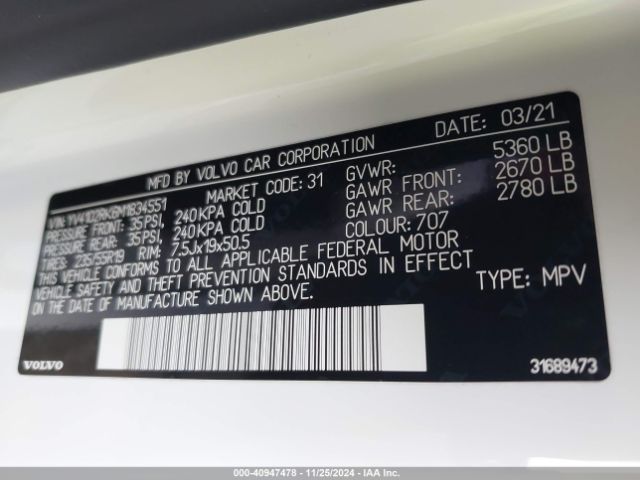 MFD BY VOLVO CAR CORPORATION DATE: 03/21
VIN: YV4102RK8M1834551 MARKET CODE: 31 GVWR: 5360 LB
PRESSURE FRONT: 35PSI, 240KPA COLD GAWR FRONT: 2670 LB
PRESSURE REAR: 35PSI, 240KPA COLD GAWR REAR: 2780 LB
TIRES: 235/55R19 RIM: 7.5Jx19x50.5 COLOUR: 707
THIS VEHICLE CONFORMS TO ALL APPLICABLE FEDERAL MOTOR
VEHICLE SAFETY AND THEFT PREVENTION STANDARDS IN EFFECT
ON THE DATE OF MANUFACTURE SHOWN ABOVE. TYPE: MPV
VOLVO 31689473
000-40947478 - 11/25/2024 - IAA Inc.